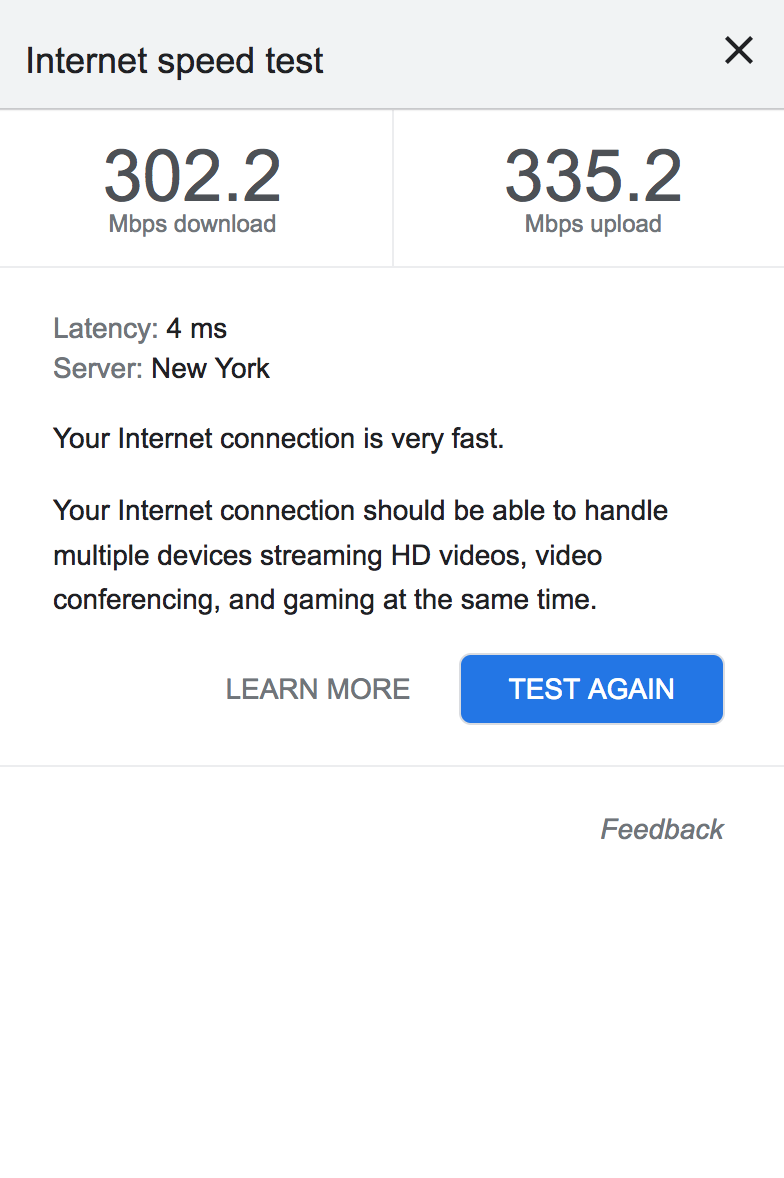 Internet speed test
302.2
Mbps download
335.2
Mbps upload
Latency: 4 ms
Server: New York
Your Internet connection is very fast.
Your Internet connection should be able to handle
multiple devices streaming HD videos, video
conferencing, and gaming at the same time.
LEARN MORE
TEST AGAIN
Feedback